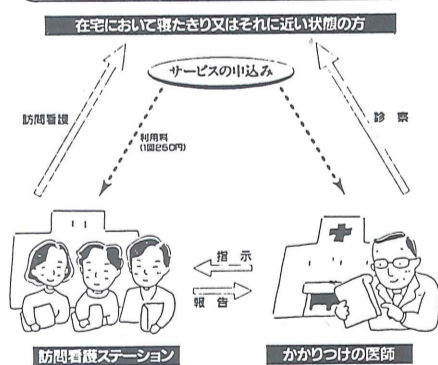 在宅において寝たきり又はそれに近い状態の方
サービスの申込み
訪問看護
診察
利用料
(1回250円)
指示
報告
訪問看護ステーション
かかりつけの医師